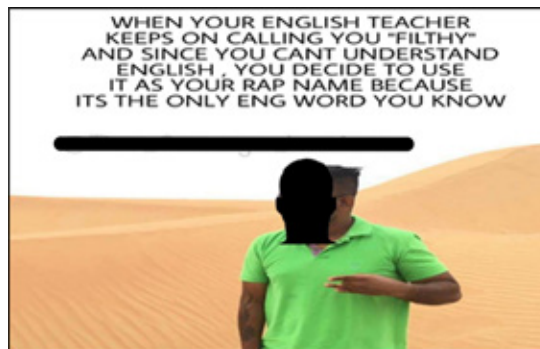 WHEN YOUR ENGLISH TEACHER
KEEPS ON CALLING YOU "FILTHY"
AND SINCE YOU CANT UNDERSTAND
ENGLISH , YOU DECIDE TO USE
IT AS YOUR RAP NAME BECAUSE
ITS THE ONLY ENG WORD YOU KNOW